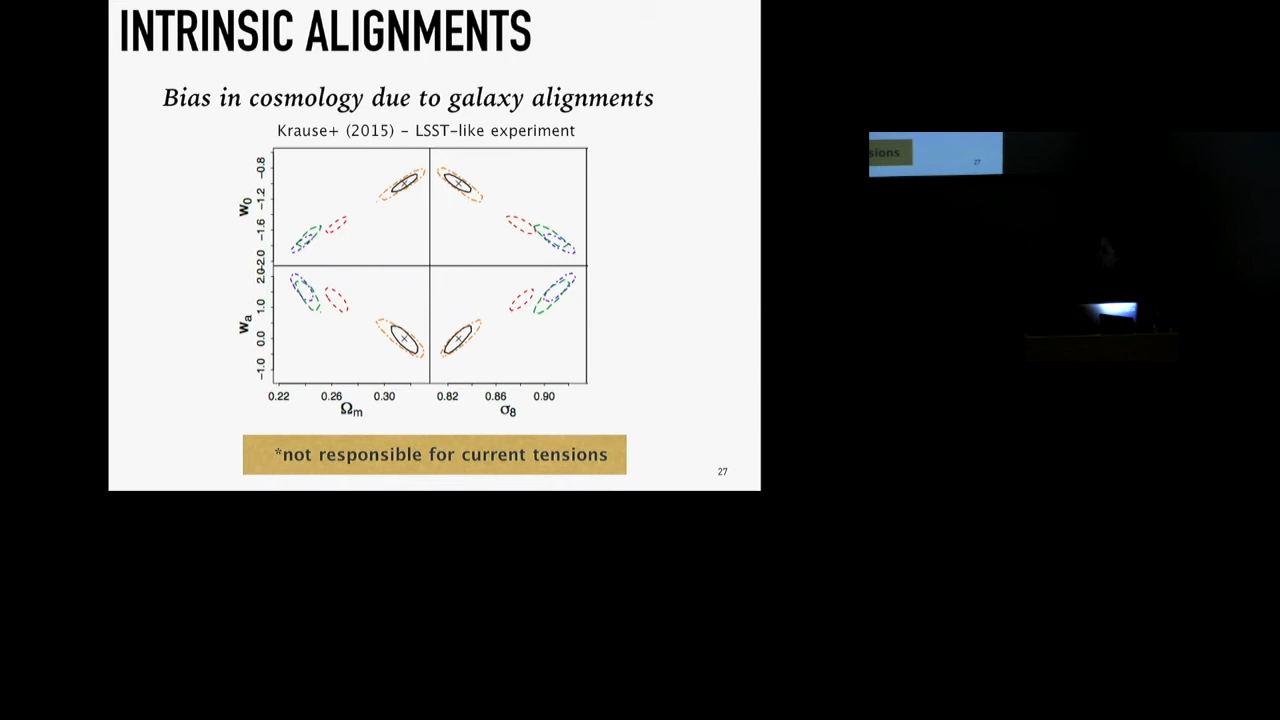 INTRINSIC ALIGNMENTS
Bias in cosmology due to galaxy alignments
Krause+ (2015) – LSST-like experiment
w0
−0.8
−1.2
−1.6
−2.0
wa
2.0
1.0
0.0
−1.0
0.22 0.26 0.30 0.82 0.86 0.90
Ωm σ8
*not responsible for current tensions
27
sions
27